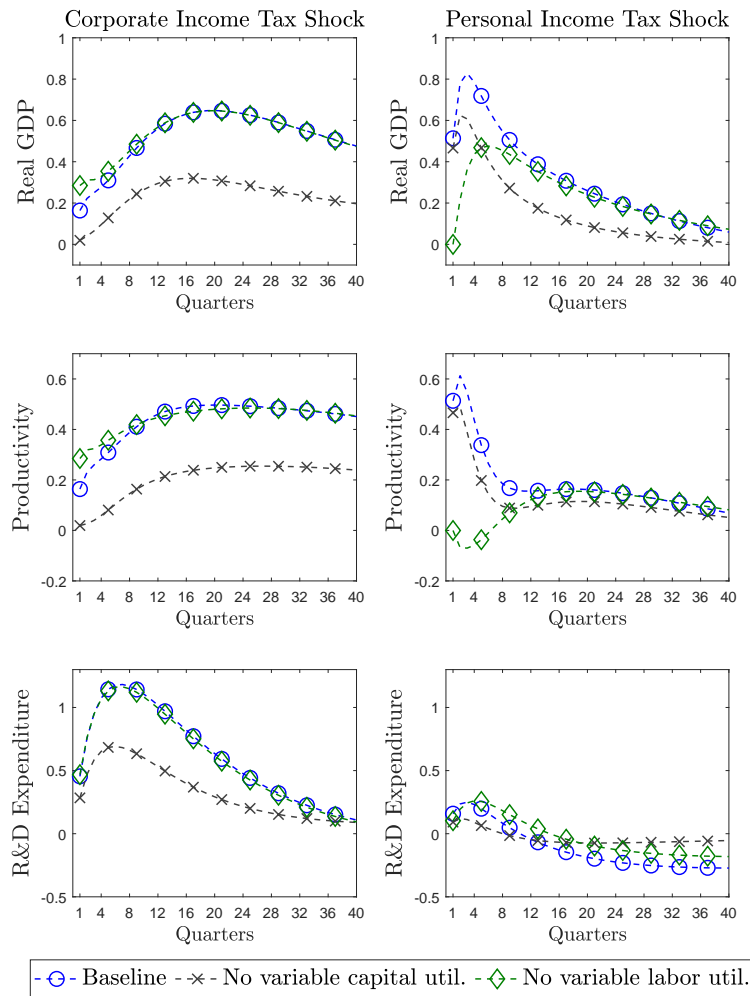 Corporate Income Tax Shock
Personal Income Tax Shock
1
0.8
0.6
0.4
0.2
0
Real GDP
1 4 8 12 16 20 24 28 32 36 40
Quarters
1
0.8
0.6
0.4
0.2
0
Real GDP
1 4 8 12 16 20 24 28 32 36 40
Quarters
0.6
0.4
0.2
0
-0.2
Productivity
1 4 8 12 16 20 24 28 32 36 40
Quarters
0.6
0.4
0.2
0
-0.2
Productivity
1 4 8 12 16 20 24 28 32 36 40
Quarters
1
0.5
0
-0.5
R&D Expenditure
1 4 8 12 16 20 24 28 32 36 40
Quarters
1
0.5
0
-0.5
R&D Expenditure
1 4 8 12 16 20 24 28 32 36 40
Quarters
Baseline No variable capital util. No variable labor util.